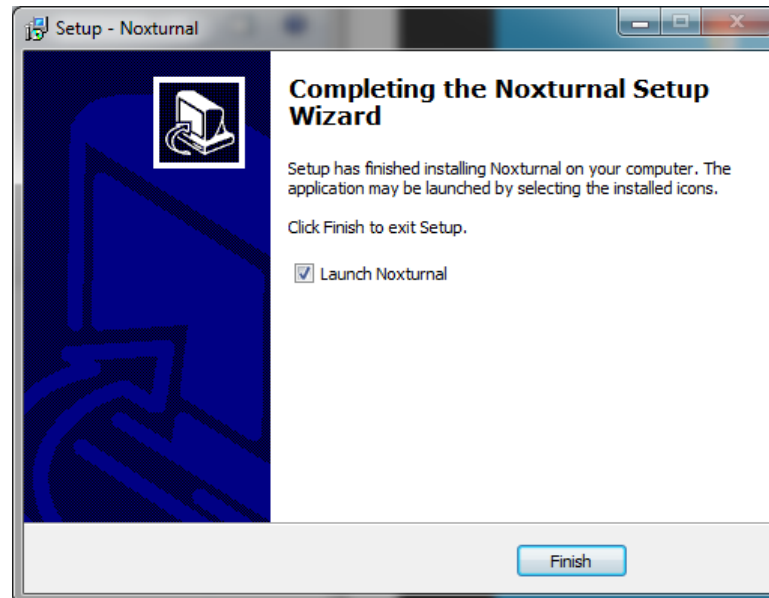 Setup - Noxturnal
Completing the Noxturnal Setup
Wizard
Setup has finished installing Noxturnal on your computer. The
application may be launched by selecting the installed icons.
Click Finish to exit Setup.
Launch Noxturnal
Finish